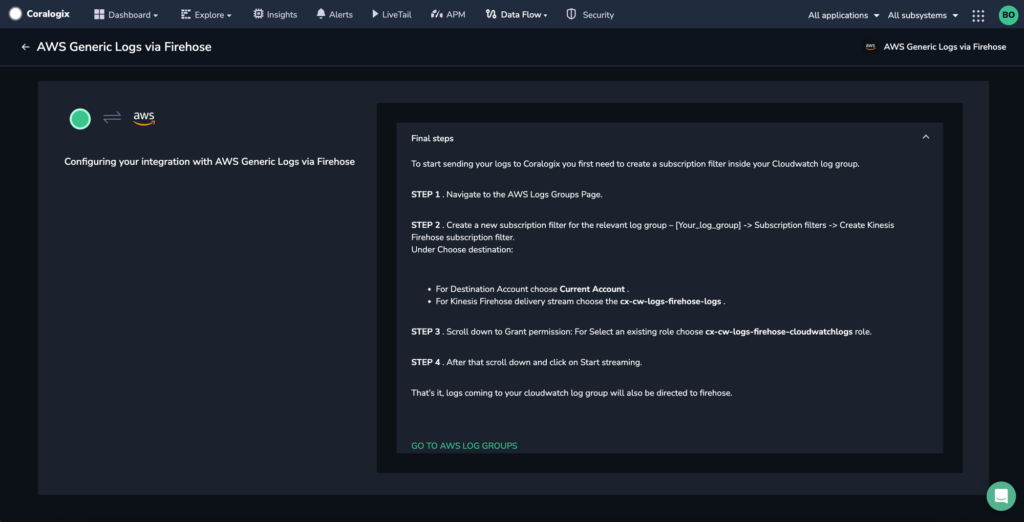 Coralogix
Dashboard
Explore
Insights
Alerts
LiveTail
APM
Data Flow
Security
All applications
All subsystems
BO
AWS Generic Logs via Firehose
aws
AWS Generic Logs via Firehose
aws
Configuring your integration with AWS Generic Logs via Firehose
Final steps
To start sending your logs to Coralogix you first need to create a subscription filter inside your Cloudwatch log group.
STEP 1 . Navigate to the AWS Logs Groups Page.
STEP 2 . Create a new subscription filter for the relevant log group – [Your_log_group] -> Subscription filters -> Create Kinesis
Firehose subscription filter.
Under Choose destination:
• For Destination Account choose Current Account .
• For Kinesis Firehose delivery stream choose the cx-cw-logs-firehose-logs .
STEP 3 . Scroll down to Grant permission: For Select an existing role choose cx-cw-logs-firehose-cloudwatchlogs role.
STEP 4 . After that scroll down and click on Start streaming.
That's it, logs coming to your cloudwatch log group will also be directed to firehose.
GO TO AWS LOG GROUPS